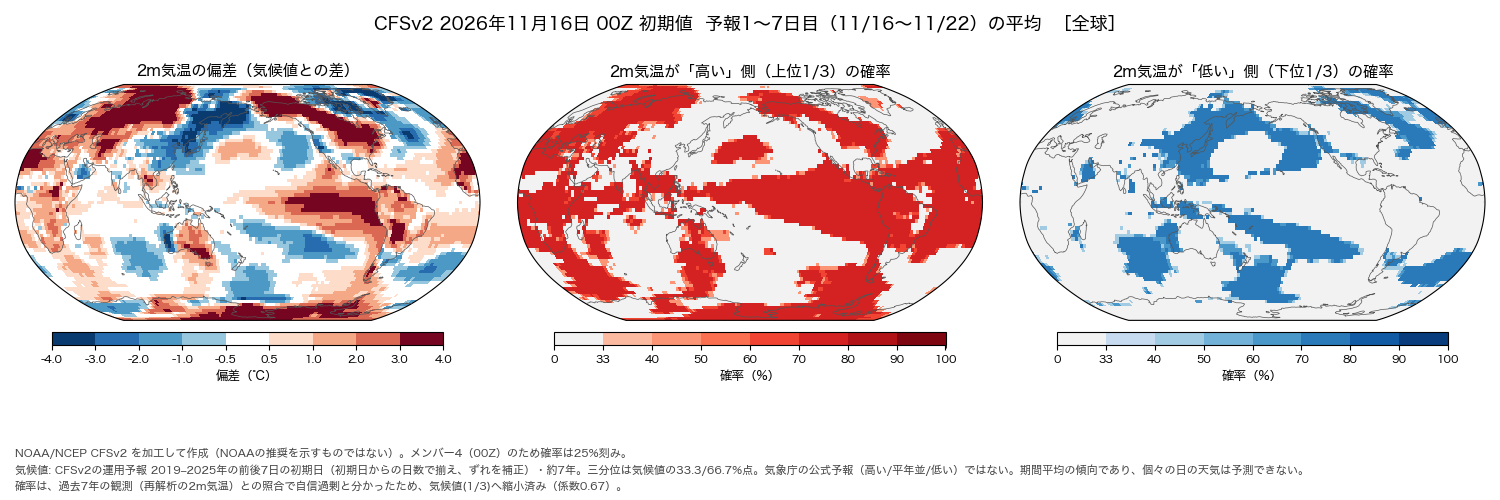 CFSv2 2026年11月16日 00Z 初期値 予報1～7日目（11/16～11/22）の平均 ［全球］
2m気温の偏差（気候値との差）
2m気温が「高い」側（上位1/3）の確率
2m気温が「低い」側（下位1/3）の確率
-4.0 -3.0 -2.0 -1.0 -0.5 0.5 1.0 2.0 3.0 4.0
偏差（℃）
0 33 40 50 60 70 80 90 100
確率（%）
0 33 40 50 60 70 80 90 100
確率（%）
NOAA/NCEP CFSv2 を加工して作成（NOAAの推奨を示すものではない）。メンバー4（00Z）のため確率は25%刻み。
気候値: CFSv2の運用予報 2019–2025年の前後7日の初期日（初期日からの日数で揃え、ずれを補正）・約7年。三分位は気候値の33.3/66.7%点。気象庁の公式予報（高い/平年並/低い）ではない。期間平均の傾向であり、個々の日の天気は予測できない。
確率は、過去7年の観測（再解析の2m気温）との照合で自信過剰と分かったため、気候値(1/3)へ縮小済み（係数0.67）。